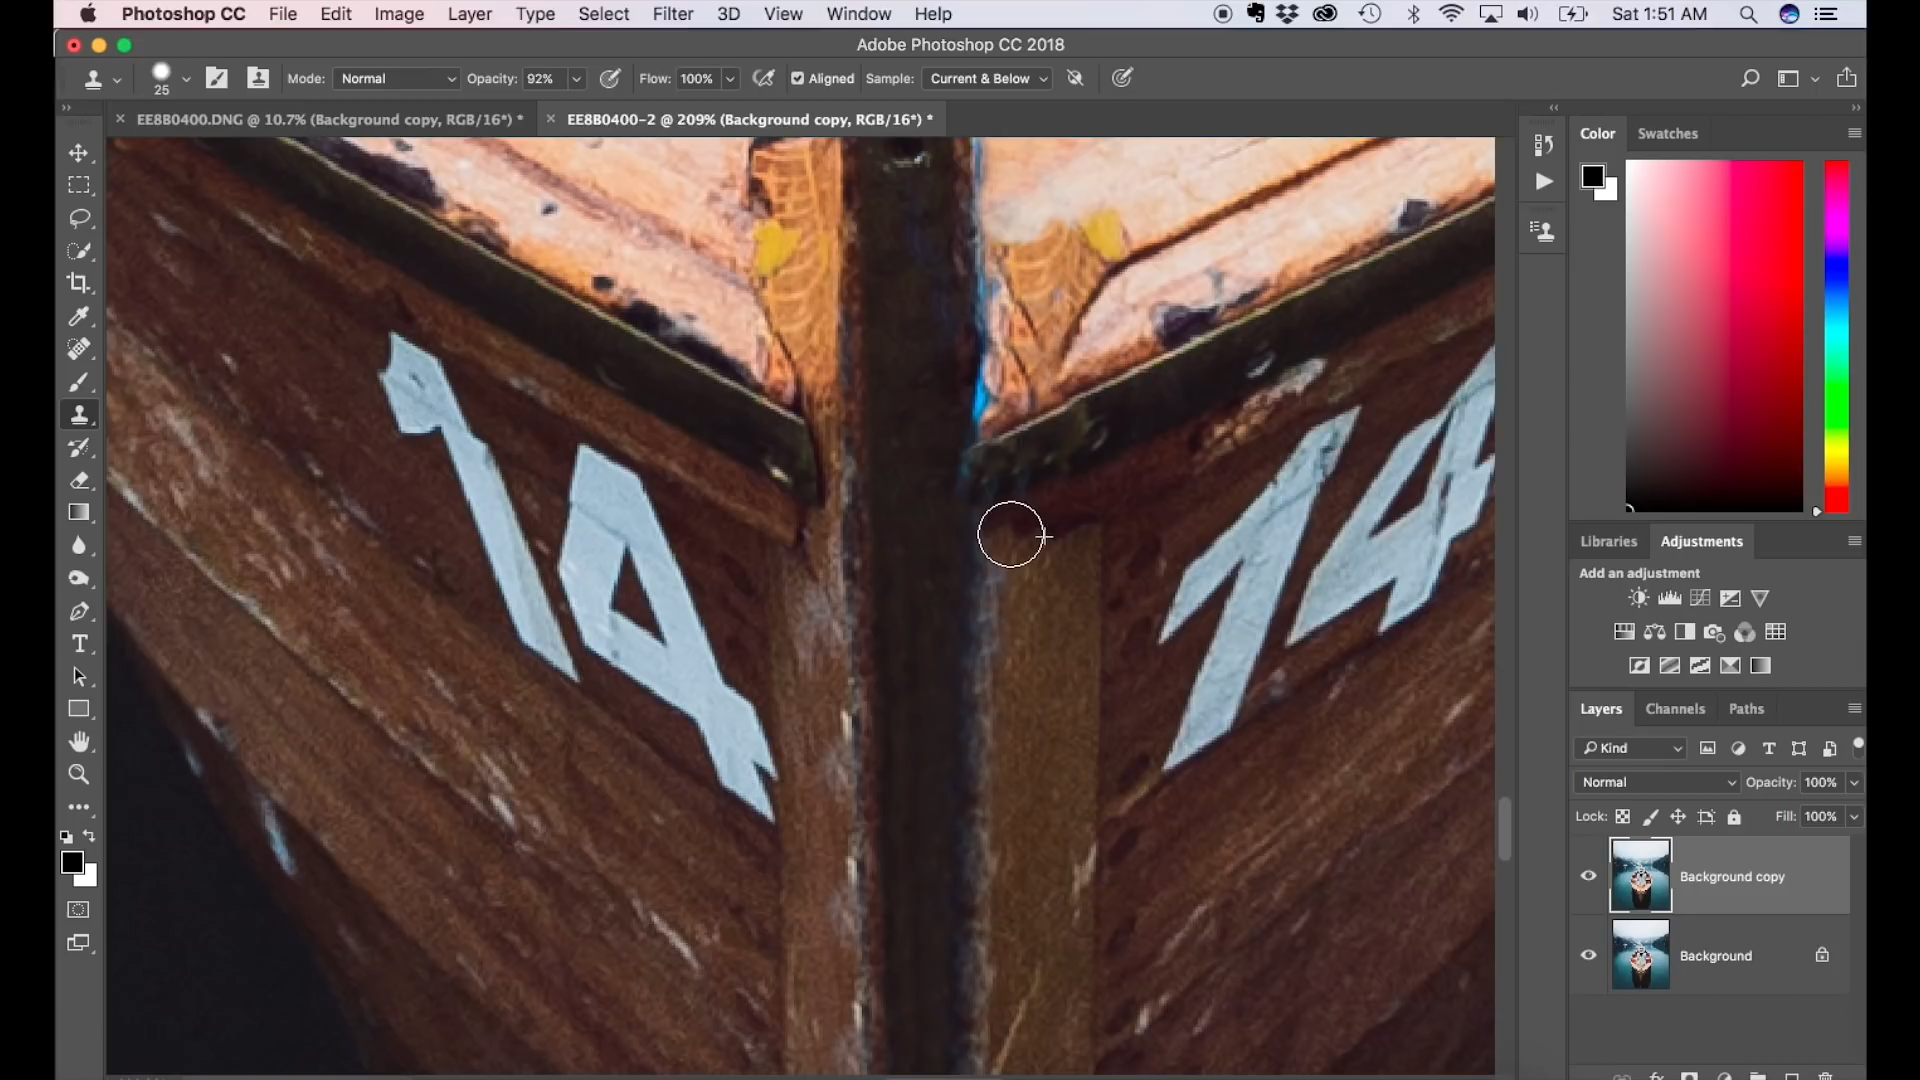 Photoshop CC File Edit Image Layer Type Select Filter 3D View Window Help Sat 1:51 AM
Adobe Photoshop CC 2018
25 Mode: Normal Opacity: 92% Flow: 100% Aligned Sample: Current & Below
EE8B0400.DNG @ 10.7% (Background copy, RGB/16*) * EE8B0400-2 @ 209% (Background copy, RGB/16*) *
Color Swatches
14 14
Libraries Adjustments
Add an adjustment
Layers Channels Paths
Kind
Normal Opacity: 100%
Lock: Fill: 100%
Background copy
Background